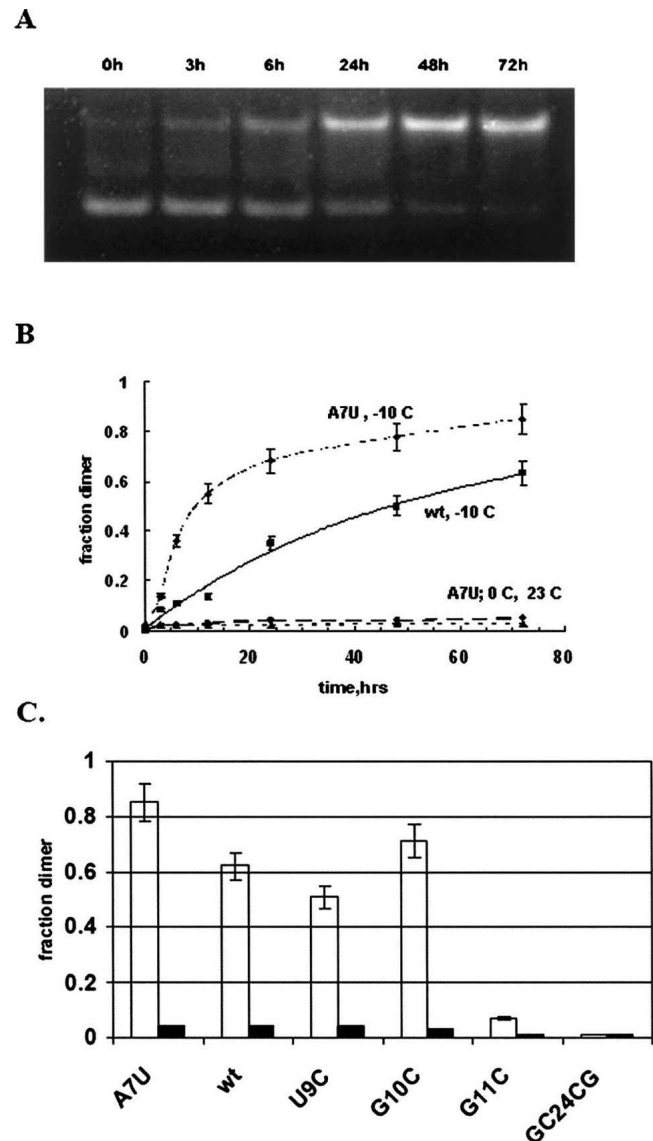 A
0h 3h 6h 24h 48h 72h
B
1
0.8
0.6
0.4
0.2
0
fraction dimer
A7U , -10 C
wt, -10 C
A7U; 0 C, 23 C
0 20 40 60 80
time,hrs
C.
1
0.8
0.6
0.4
0.2
0
fraction dimer
A7U wt U9C G10C G11C GC24CG